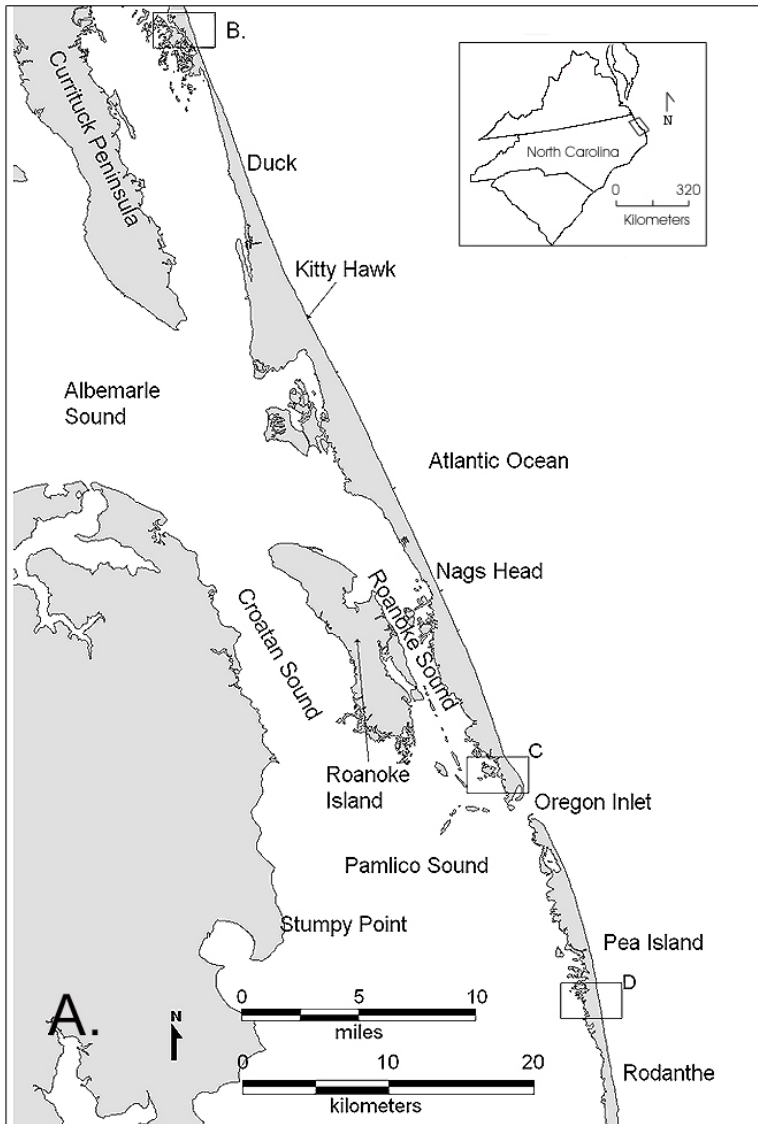 B.
Currituck Peninsula
Duck
N
North Carolina
0 320
Kilometers
Kitty Hawk
Albemarle
Sound
Atlantic Ocean
Nags Head
Roanoke Sound
Croatan Sound
C
Roanoke
Island
Oregon Inlet
Pamlico Sound
Stumpy Point
Pea Island
D
A.
N
0 5 10
miles
0 10 20
kilometers
Rodanthe